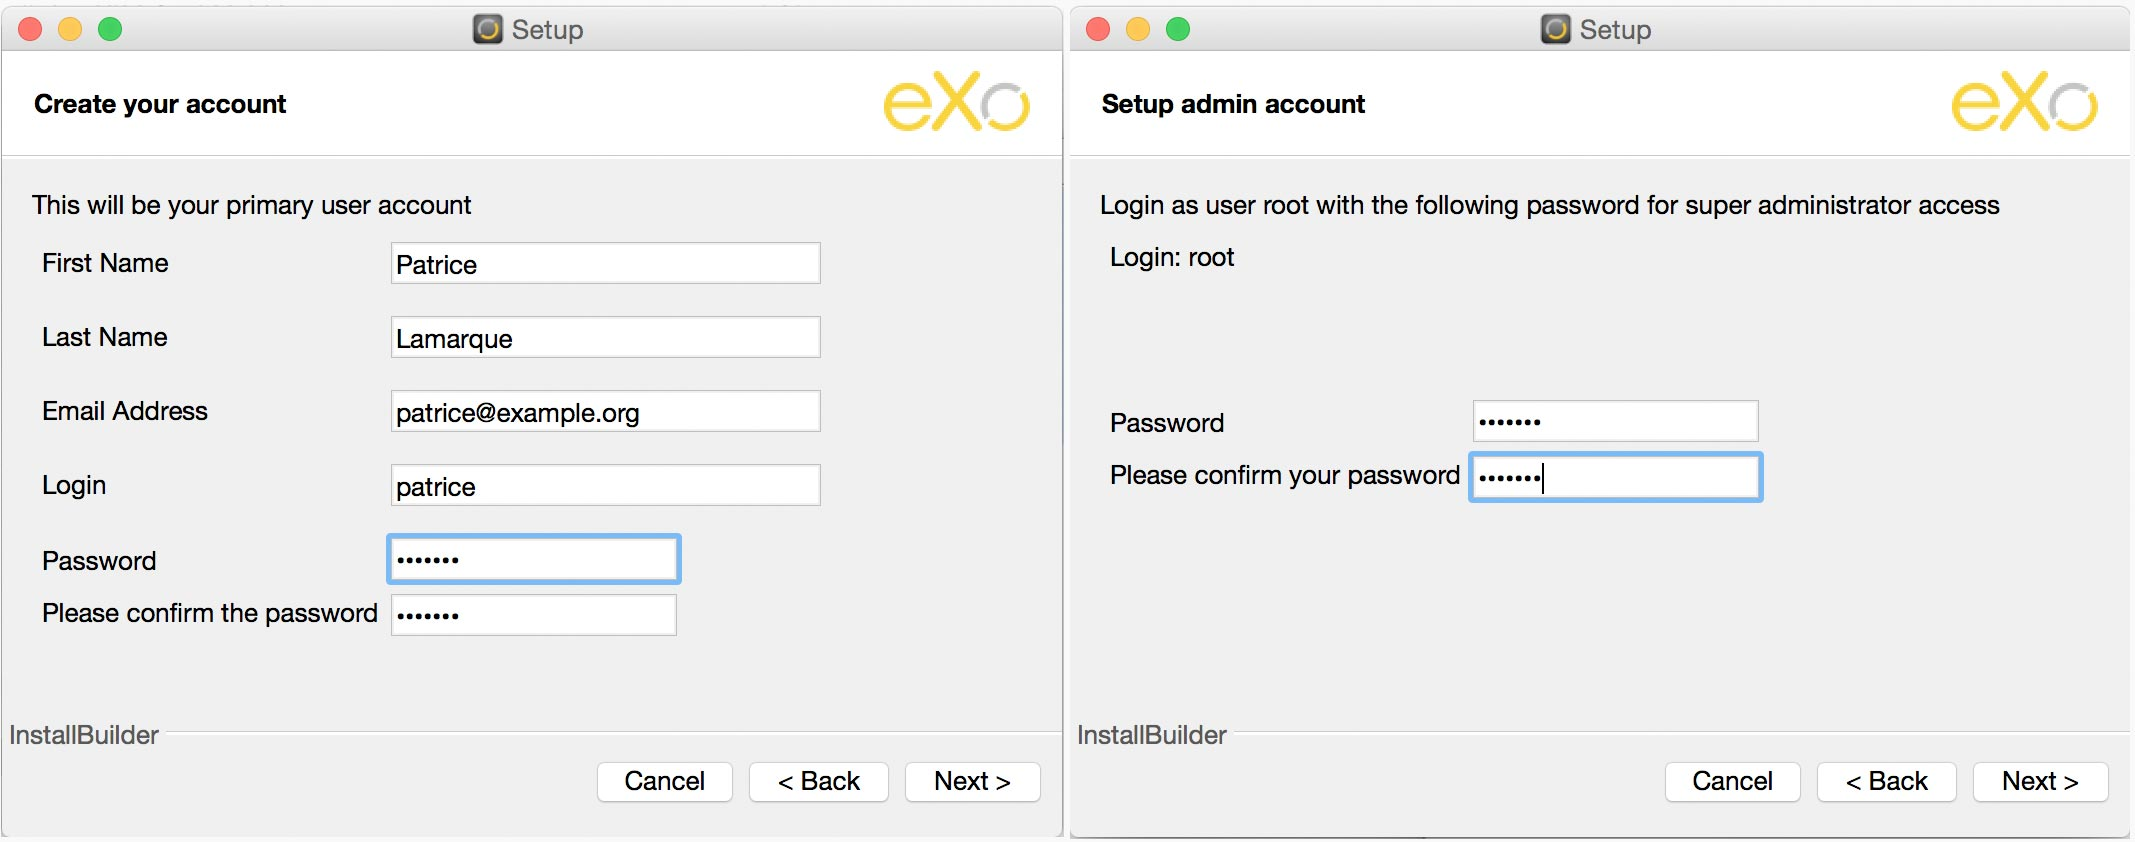 Setup
Create your account
eXo
This will be your primary user account
First Name
Patrice
Last Name
Lamarque
Email Address
patrice@example.org
Login
patrice
Password
•••••••
Please confirm the password
•••••••
InstallBuilder
Cancel
< Back
Next >
Setup
Setup admin account
eXo
Login as user root with the following password for super administrator access
Login: root
Password
•••••••
Please confirm your password
•••••••
InstallBuilder
Cancel
< Back
Next >